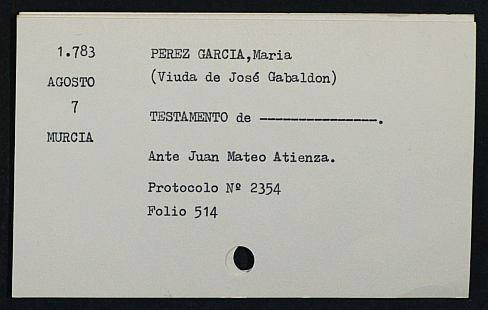 1.783
AGOSTO
7
MURCIA
PEREZ GARCIA,Maria
(Viuda de José Gabaldon)
TESTAMENTO de ---------------.
Ante Juan Mateo Atienza.
Protocolo Nº 2354
Folio 514